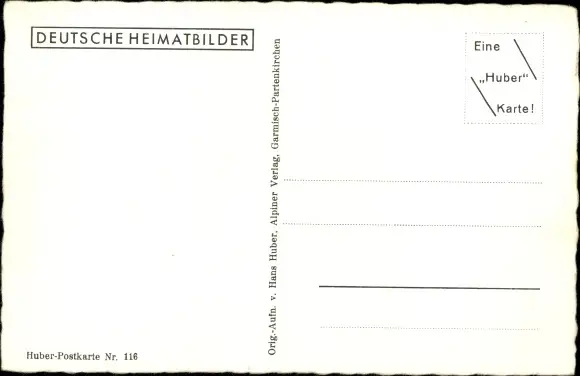 DEUTSCHE HEIMATBILDER
Eine
„Huber“
Karte!
Orig.-Aufn. v. Hans Huber, Alpiner Verlag, Garmisch-Partenkirchen
Huber-Postkarte Nr. 116